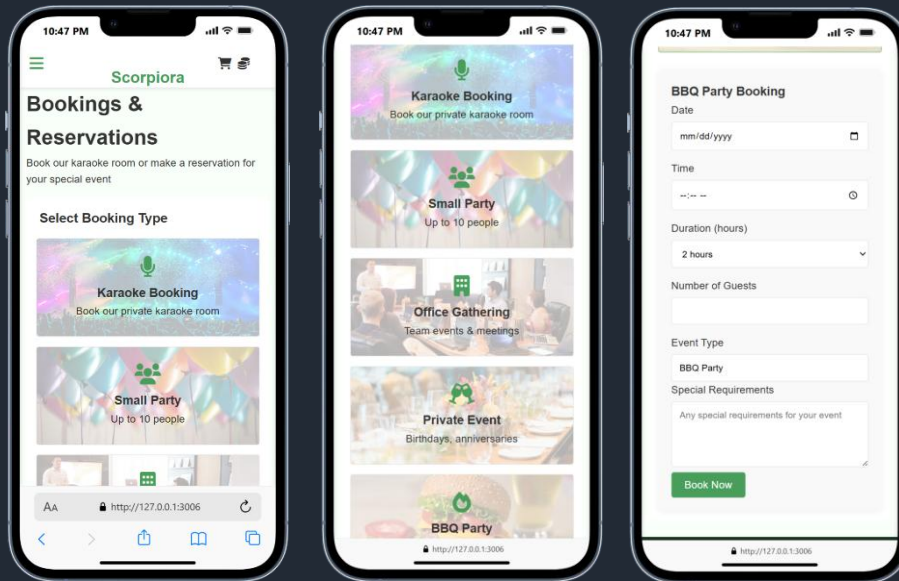 10:47 PM
Scorpiora
Bookings &
Reservations
Book our karaoke room or make a reservation for
your special event
Select Booking Type
Karaoke Booking
Book our private karaoke room
Small Party
Up to 10 people
AA
http://127.0.0.1:3006
10:47 PM
Karaoke Booking
Book our private karaoke room
Small Party
Up to 10 people
Office Gathering
Team events & meetings
Private Event
Birthdays, anniversaries
BBQ Party
http://127.0.0.1:3006
10:47 PM
BBQ Party Booking
Date
mm/dd/yyyy
Time
--:-- --
Duration (hours)
2 hours
Number of Guests
Event Type
BBQ Party
Special Requirements
Any special requirements for your event
Book Now
http://127.0.0.1:3006